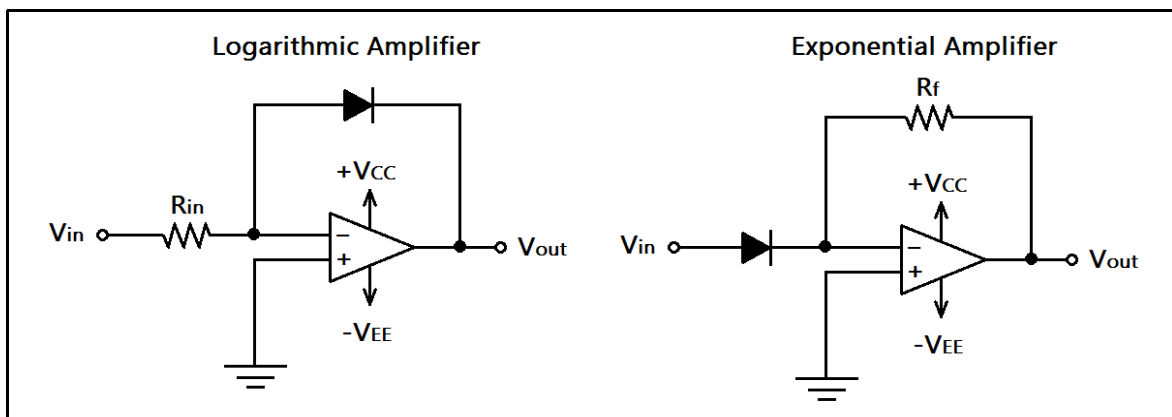 Logarithmic Amplifier
+VCC
Rin
Vin
−
+
Vout
-VEE
Exponential Amplifier
Rf
+VCC
Vin
−
+
Vout
-VEE